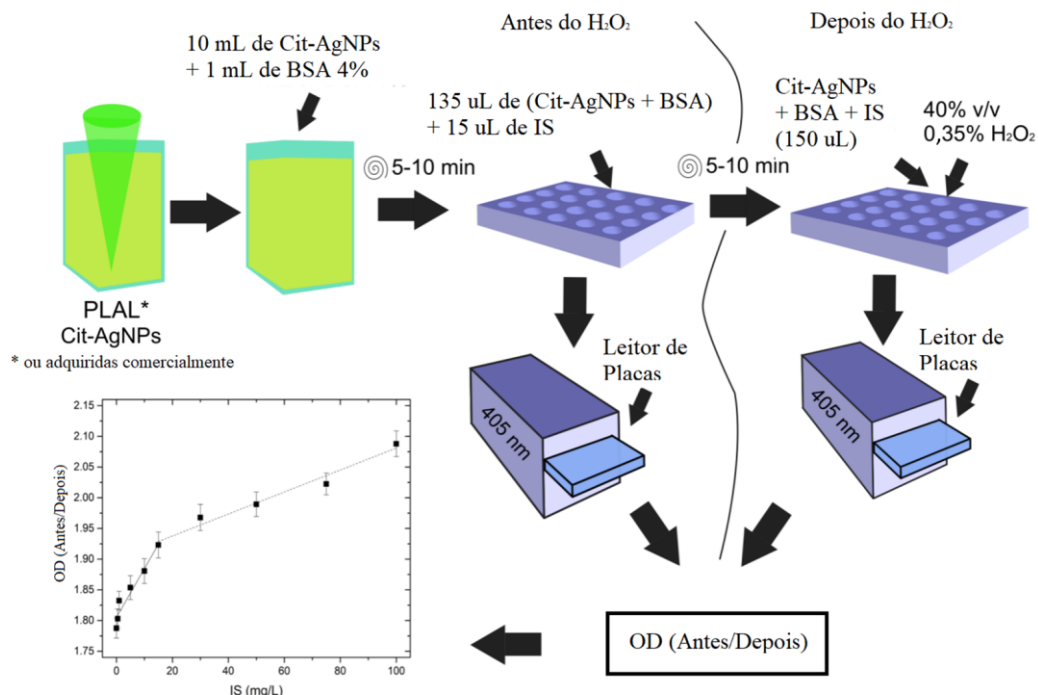 10 mL de Cit-AgNPs
+ 1 mL de BSA 4%
Antes do H₂O₂
Depois do H₂O₂
135 uL de (Cit-AgNPs + BSA)
+ 15 uL de IS
Cit-AgNPs
+ BSA + IS
(150 uL)
40% v/v
0,35% H₂O₂
5-10 min
5-10 min
PLAL*
Cit-AgNPs
* ou adquiridas comercialmente
Leitor de
Placas
405 nm
Leitor de
Placas
405 nm
OD (Antes/Depois)
2.15
2.10
2.05
2.00
1.95
1.90
1.85
1.80
1.75
0
20
40
60
80
100
IS (mg/L)
OD (Antes/Depois)